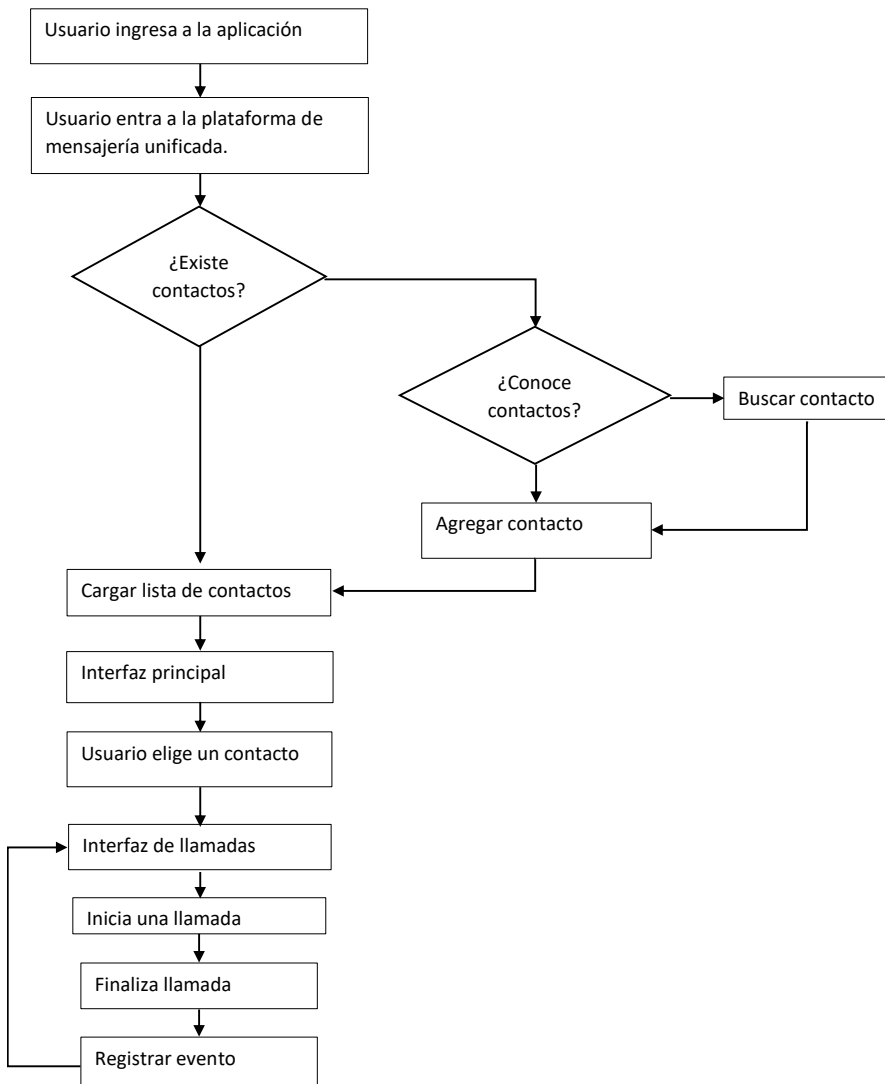 Usuario ingresa a la aplicación
Usuario entra a la plataforma de
mensajería unificada.
¿Existe
contactos?
¿Conoce
contactos?
Buscar contacto
Agregar contacto
Cargar lista de contactos
Interfaz principal
Usuario elige un contacto
Interfaz de llamadas
Inicia una llamada
Finaliza llamada
Registrar evento